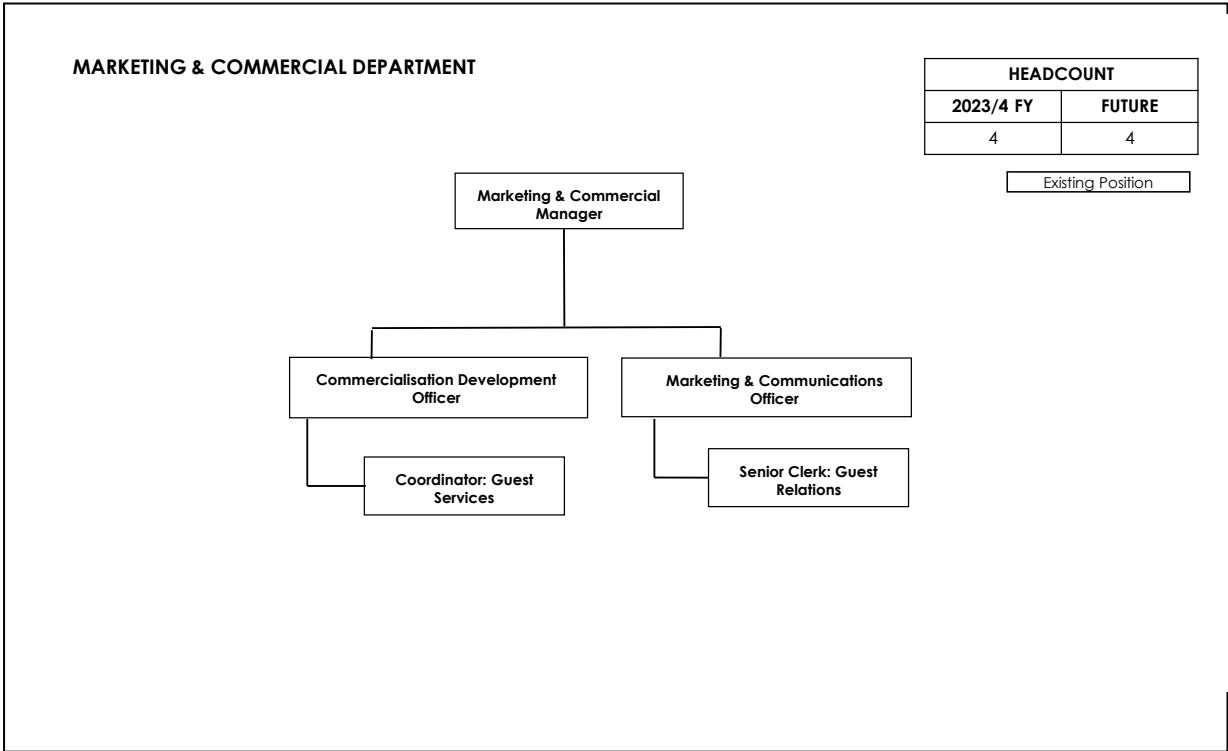 MARKETING & COMMERCIAL DEPARTMENT
HEADCOUNT
2023/4 FY FUTURE
4 4
Existing Position
Marketing & Commercial
Manager
Commercialisation Development
Officer
Marketing & Communications
Officer
Coordinator: Guest
Services
Senior Clerk: Guest
Relations